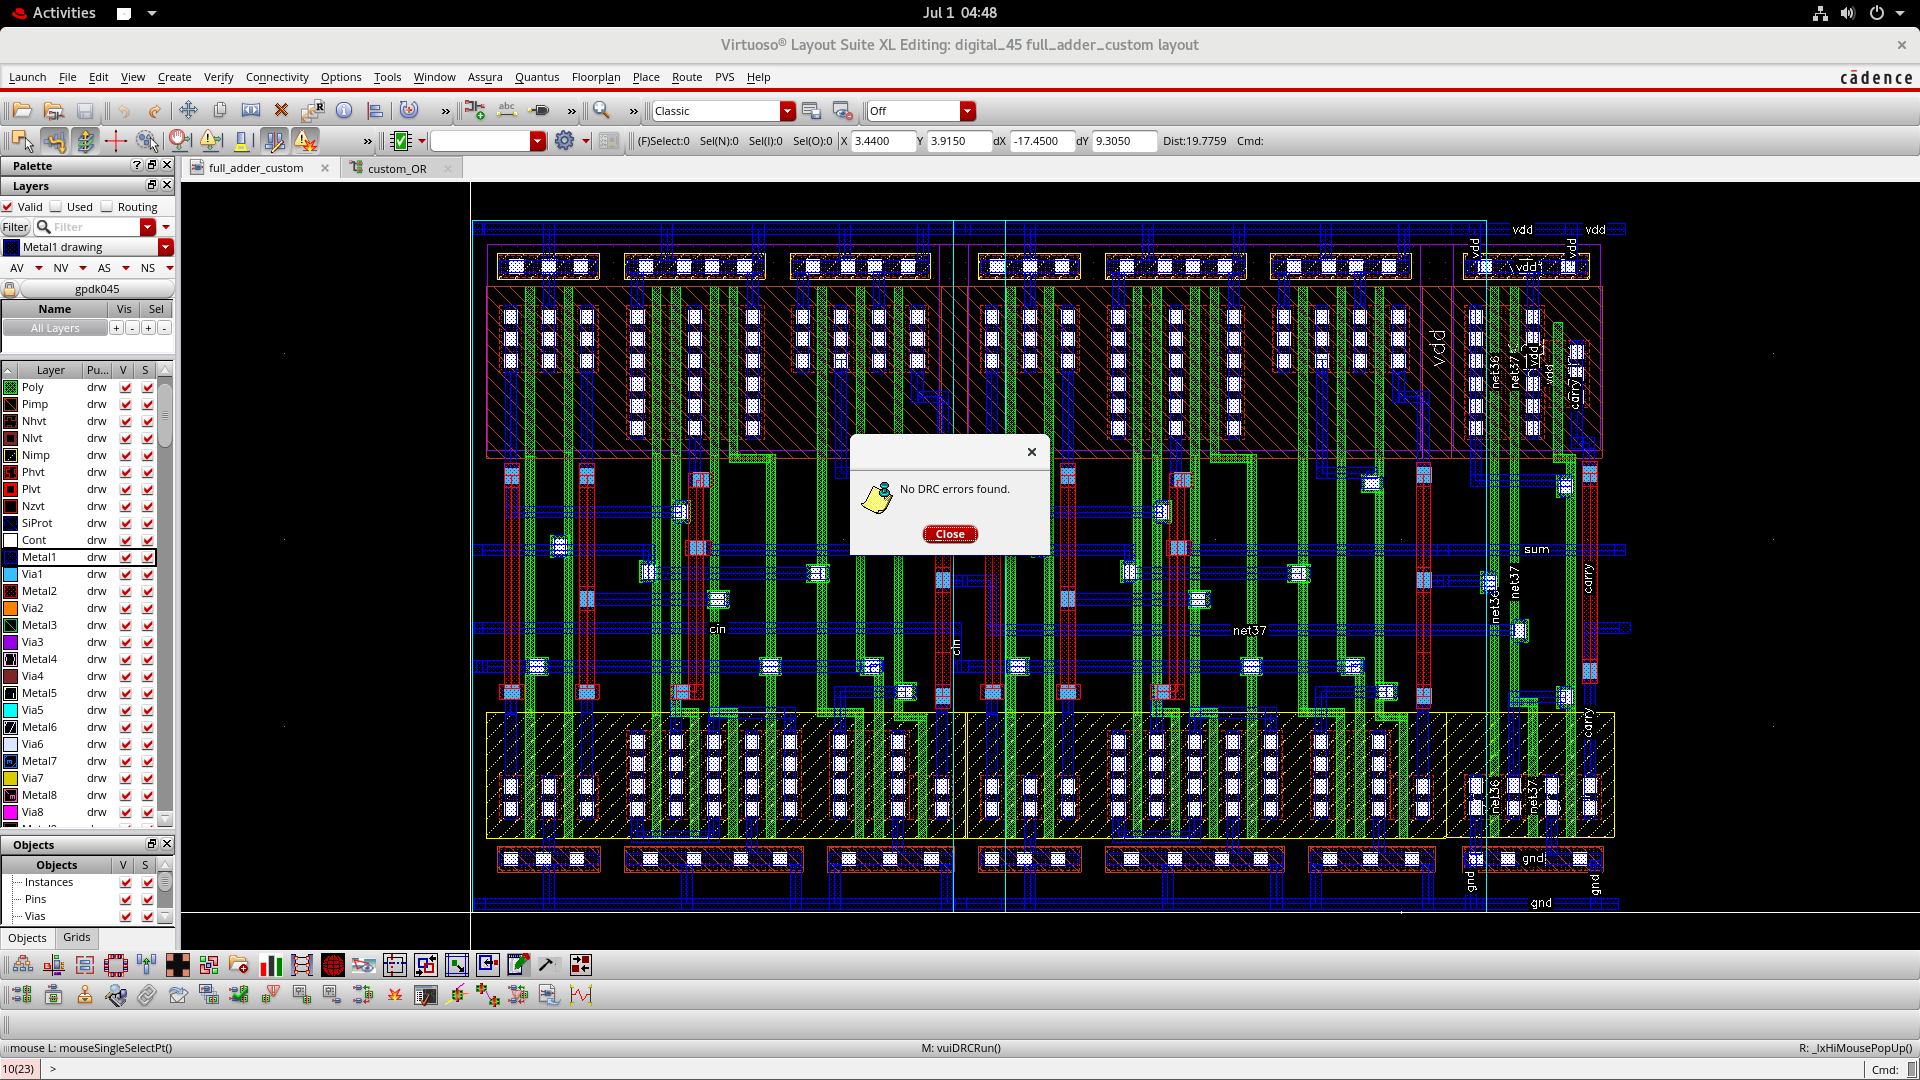 Activities
Jul 1 04:48
Virtuoso® Layout Suite XL Editing: digital_45 full_adder_custom layout
Launch File Edit View Create Verify Connectivity Options Tools Window Assura Quantus Floorplan Place Route PVS Help
cādence
Classic
Off
(F)Select:0 Sel(N):0 Sel(I):0 Sel(O):0 X 3.4400 Y 3.9150 dX -17.4500 dY 9.3050 Dist:19.7759 Cmd:
Palette
full_adder_custom
custom_OR
Layers
Valid Used Routing
Filter Filter
Metal1 drawing
AV NV AS NS
gpdk045
Name Vis Sel
All Layers + - + -
Layer Pu... V S
Poly drw
Pimp drw
Nhvt drw
Nlvt drw
Nimp drw
Phvt drw
Plvt drw
Nzvt drw
SiProt drw
Cont drw
Metal1 drw
Via1 drw
Metal2 drw
Via2 drw
Metal3 drw
Via3 drw
Metal4 drw
Via4 drw
Metal5 drw
Via5 drw
Metal6 drw
Via6 drw
Metal7 drw
Via7 drw
Metal8 drw
Via8 drw
Objects
Objects V S
Instances
Pins
Vias
Objects Grids
vdd vdd
vdd
vdd
vdd
vdd
vdd
vdd
net36
net37
carry
No DRC errors found.
Close
sum
net37
carry
net36
cin
cin
net37
carry
net36
net37
gnd
gnd
gnd
gnd
mouse L: mouseSingleSelectPt()
M: vuiDRCRun()
R: _lxHiMousePopUp()
10(23) >
Cmd: